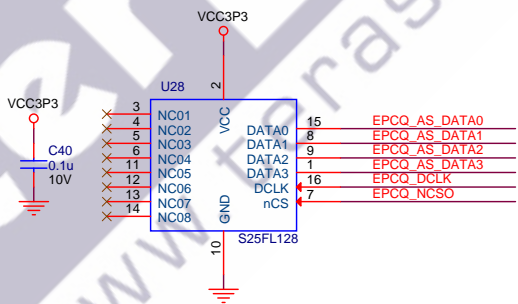 VCC3P3
U28
2
VCC
VCC3P3
C40
0.1u
10V
3 NC01
4 NC02
5 NC03
6 NC04
11 NC05
12 NC06
13 NC07
14 NC08
DATA0 15 EPCQ_AS_DATA0
DATA1 8 EPCQ_AS_DATA1
DATA2 9 EPCQ_AS_DATA2
DATA3 1 EPCQ_AS_DATA3
DCLK 16 EPCQ_DCLK
nCS 7 EPCQ_NCSO
GND
10
S25FL128
www.teras